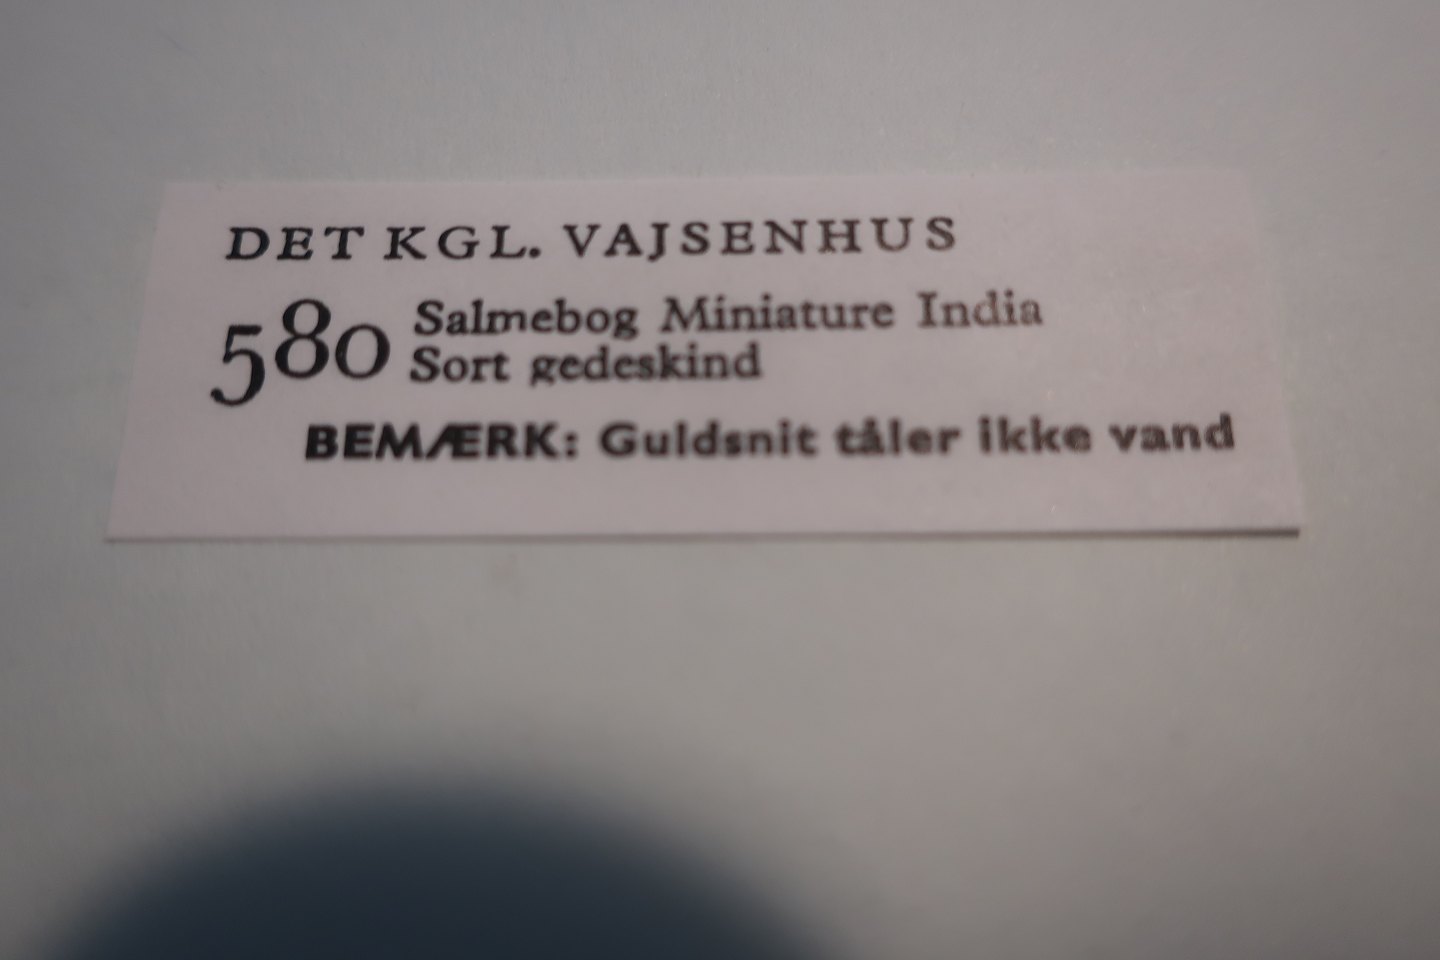 DET KGL. VAJSENHUS
580 Salmebog Miniature India
Sort gedeskind
BEMÆRK: Guldsnit tåler ikke vand